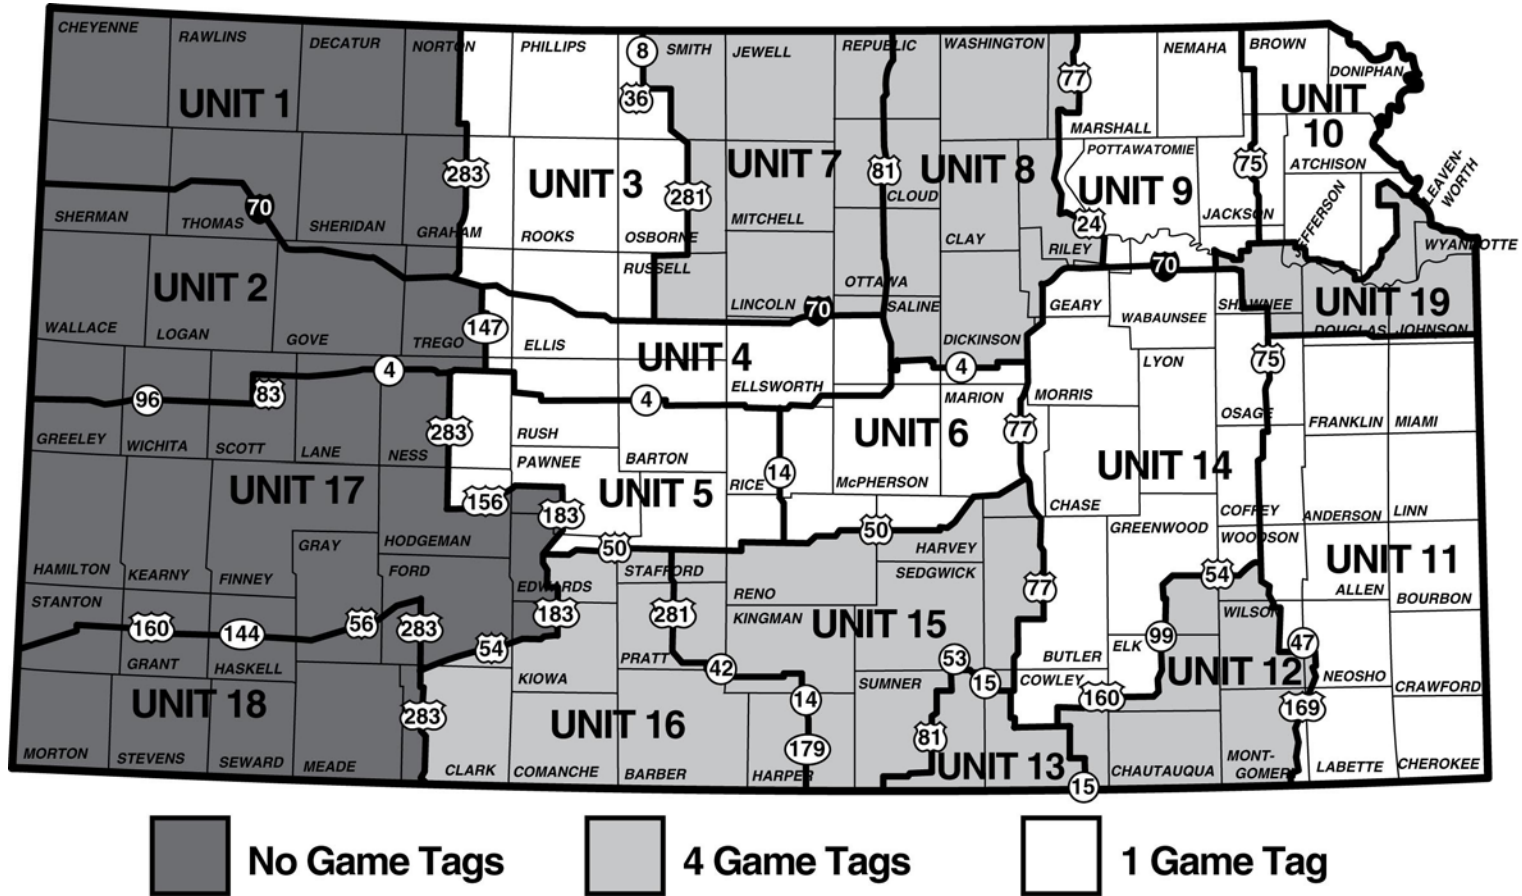 CHEYENNE
RAWLINS
DECATUR
NORTON
PHILLIPS
8
SMITH
JEWELL
REPUBLIC
WASHINGTON
77
NEMAHA
BROWN
DONIPHAN
UNIT 1
36
MARSHALL
UNIT
10
283
UNIT 3
281
UNIT 7
81
CLOUD
UNIT 8
POTTAWATOMIE
UNIT 9
75
ATCHISON
LEAVEN-
WORTH
SHERMAN
THOMAS
70
SHERIDAN
GRAHAM
ROOKS
OSBORNE
MITCHELL
CLAY
24
RILEY
JACKSON
JEFFERSON
WYANDOTTE
UNIT 2
RUSSELL
LINCOLN
70
OTTAWA
SALINE
70
GEARY
WABAUNSEE
SHAWNEE
UNIT 19
WALLACE
LOGAN
GOVE
TREGO
147
ELLIS
UNIT 4
DICKINSON
DOUGLAS
JOHNSON
4
96
83
4
ELLSWORTH
4
MARION
MORRIS
LYON
75
OSAGE
FRANKLIN
MIAMI
GREELEY
WICHITA
SCOTT
LANE
NESS
283
RUSH
BARTON
UNIT 6
77
UNIT 17
PAWNEE
156
183
UNIT 5
RICE
14
McPHERSON
UNIT 14
CHASE
COFFEY
ANDERSON
LINN
GRAY
HODGEMAN
50
50
HARVEY
GREENWOOD
WOODSON
UNIT 11
HAMILTON
KEARNY
FINNEY
FORD
EDWARDS
STAFFORD
RENO
SEDGWICK
77
54
ALLEN
BOURBON
STANTON
160
144
56
283
183
281
KINGMAN
UNIT 15
WILSON
99
47
GRANT
HASKELL
54
KIOWA
PRATT
42
53
15
SUMNER
BUTLER
COWLEY
ELK
160
UNIT 12
NEOSHO
CRAWFORD
UNIT 18
283
UNIT 16
14
179
81
169
MORTON
STEVENS
SEWARD
MEADE
CLARK
COMANCHE
BARBER
HARPER
UNIT 13
15
CHAUTAUQUA
MONT-
GOMERY
LABETTE
CHEROKEE
No Game Tags
4 Game Tags
1 Game Tag